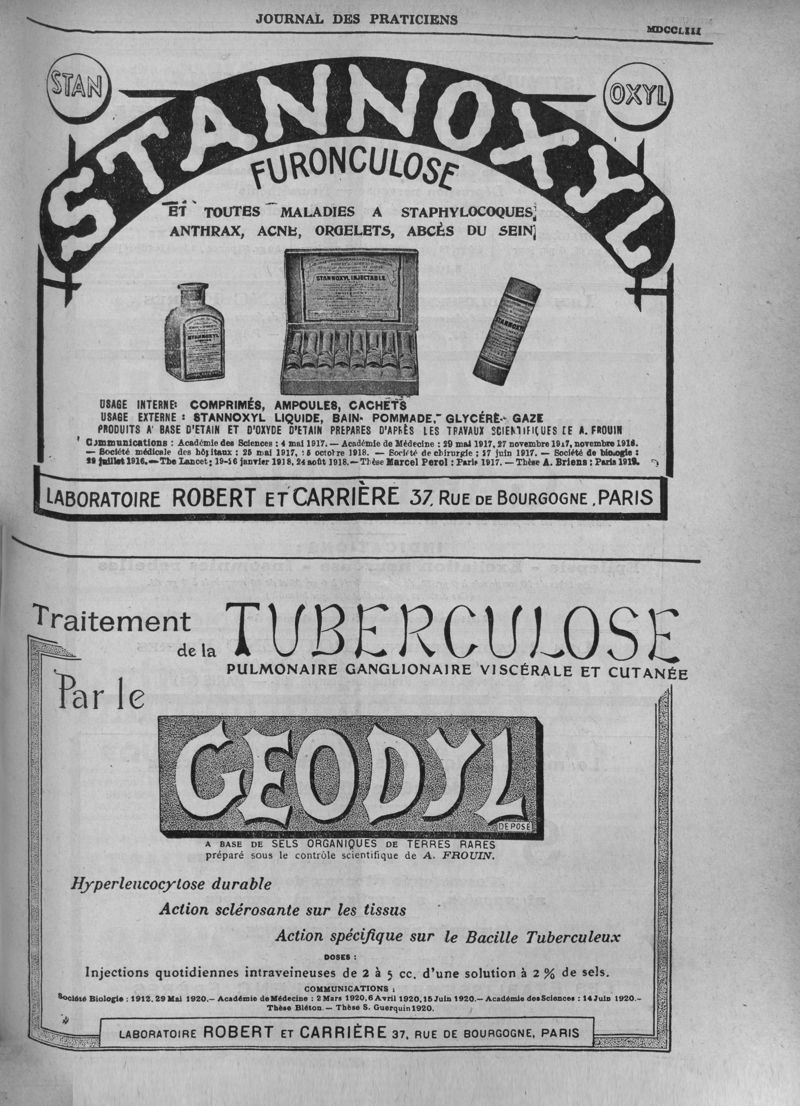 JOURNAL DES PRATICIENS
MDCCLIII
STAN
OXYL
STANNOXYL
FURONCULOSE
ET TOUTES MALADIES A STAPHYLOCOQUES
ANTHRAX, ACNE, ORGELETS, ABCÈS DU SEIN
STANNOXYL INJECTABLE
STANNOXYL
STANNOXYL
USAGE INTERNE: COMPRIMÉS, AMPOULES, CACHETS
USAGE EXTERNE: STANNOXYL LIQUIDE, BAIN- POMMADE,- GLYCÉRÉ- GAZE
PRODUITS A BASE D'ETAIN ET D'OXYDE D'ETAIN PREPARES D'APRÈS LES TRAVAUX SCIENTIFIQUES DE A. FROUIN
Communications : Académie des Sciences : 4 mai 1917. — Académie de Médecine : 29 mai 1917, 27 novembre 1917, novembre 1918.
— Société médicale des hôpitaux : 25 mai 1917, octobre 1918. — Société de chirurgie : 27 juin 1917. — Société de biologie :
juillet 1916. — The Lancet : 19-16 janvier 1918, 24 août 1918. — Thèse Marcel Perol : Paris 1917. — Thèse A. Briens : Paris 1919.
LABORATOIRE ROBERT ET CARRIÈRE 37, RUE DE BOURGOGNE, PARIS
Traitement
de la TUBERCULOSE
PULMONAIRE GANGLIONAIRE VISCÉRALE ET CUTANÉE
Par le
GEODYL
DEPOSÉ
A BASE DE SELS ORGANIQUES DE TERRES RARES
préparé sous le contrôle scientifique de A. FROUIN.
Hyperleucocytose durable
Action sclérosante sur les tissus
Action spécifique sur le Bacille Tuberculeux
DOSES :
Injections quotidiennes intraveineuses de 2 à 5 cc. d'une solution à 2 % de sels.
COMMUNICATIONS :
Société Biologie : 1912. 29 Mai 1920.— Académie de Médecine : 2 Mars 1920, 6 Avril 1920, 15 Juin 1920.— Académie des Sciences : 14 Juin 1920.—
Thèse Bléton.— Thèse S. Guerquin 1920.
LABORATOIRE ROBERT ET CARRIÈRE 37, RUE DE BOURGOGNE, PARIS